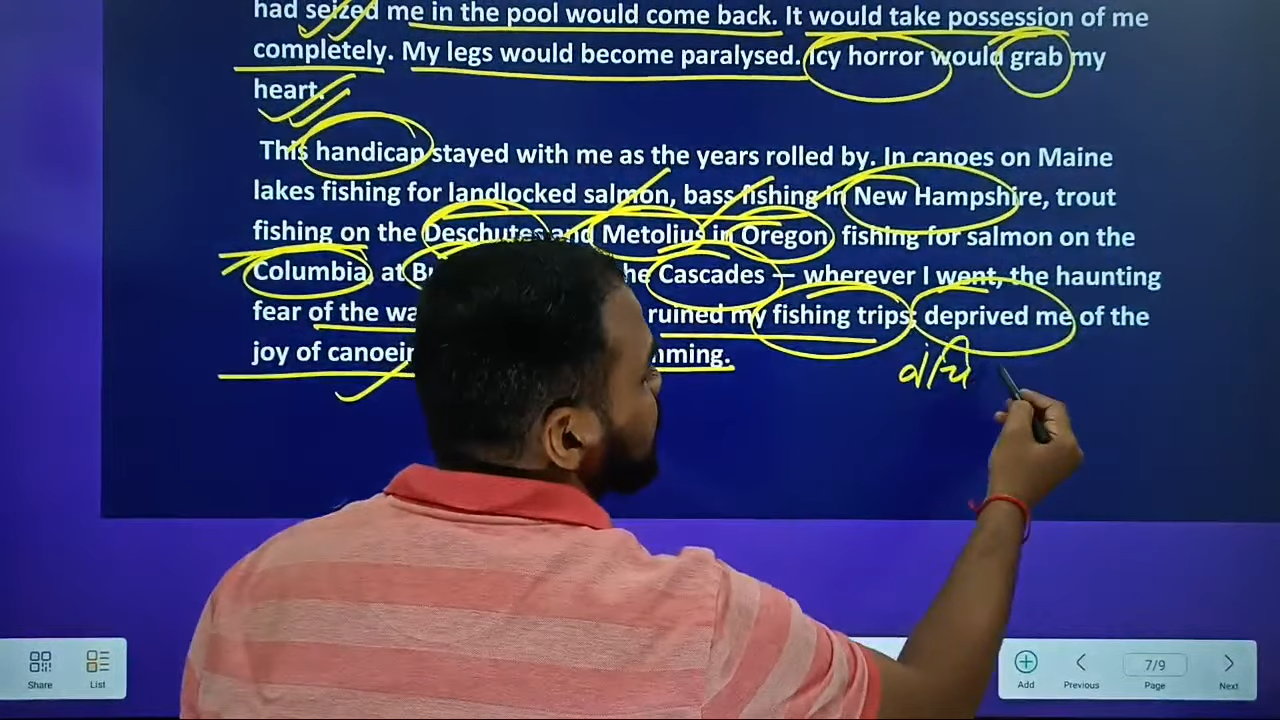 had seized me in the pool would come back. It would take possession of me
completely. My legs would become paralysed. Icy horror would grab my
heart.
This handicap stayed with me as the years rolled by. In canoes on Maine
lakes fishing for landlocked salmon, bass fishing in New Hampshire, trout
fishing on the Deschutes and Metolius in Oregon, fishing for salmon on the
Columbia, at he Cascades — wherever I went, the haunting
fear of the ruined my fishing trips; deprived me of the
joy of
Share
List
Add
Previous
7/9
Page
Next